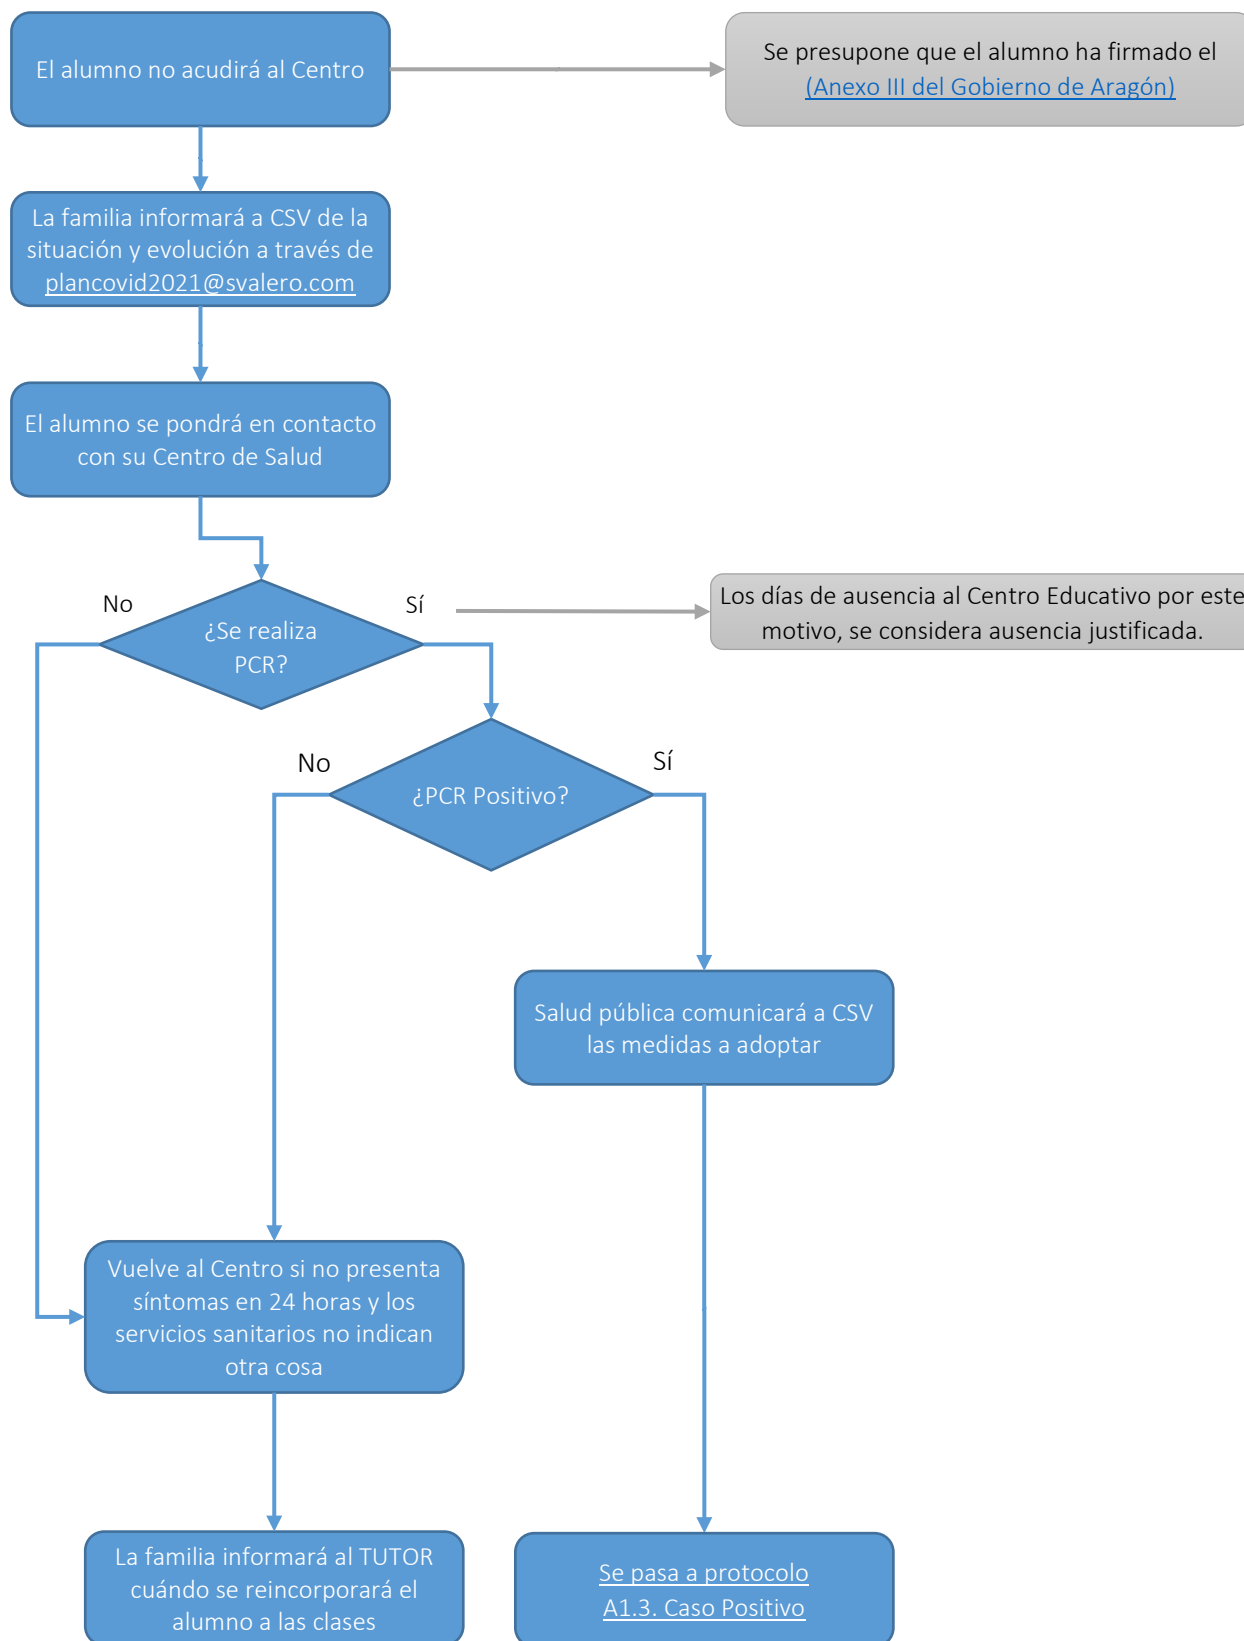 El alumno no acudirá al Centro
Se presupone que el alumno ha firmado el
(Anexo III del Gobierno de Aragón)
La familia informará a CSV de la
situación y evolución a través de
plancovid2021@svalero.com
El alumno se pondrá en contacto
con su Centro de Salud
No
Sí
¿Se realiza
PCR?
Los días de ausencia al Centro Educativo por este
motivo, se considera ausencia justificada.
No
Sí
¿PCR Positivo?
Salud pública comunicará a CSV
las medidas a adoptar
Vuelve al Centro si no presenta
síntomas en 24 horas y los
servicios sanitarios no indican
otra cosa
La familia informará al TUTOR
cuándo se reincorporará el
alumno a las clases
Se pasa a protocolo
A1.3. Caso Positivo